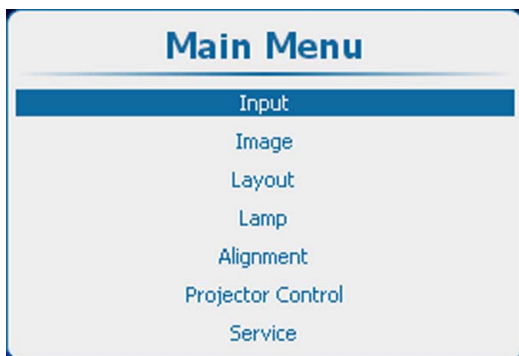 Main Menu
Input
Image
Layout
Lamp
Alignment
Projector Control
Service